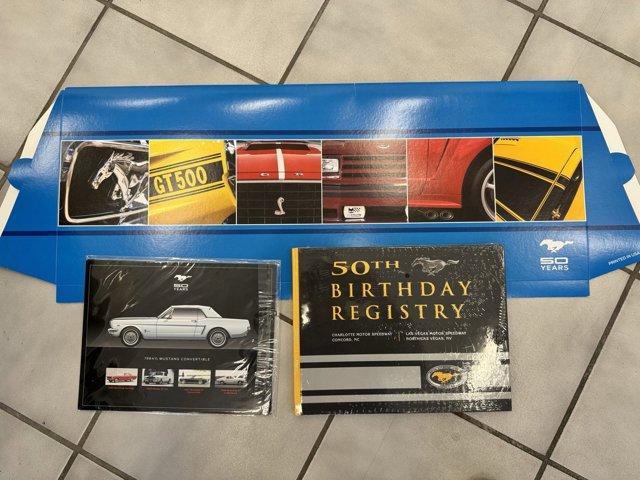 GT500
50
YEARS
PRINTED IN USA
50
YEARS
1964½ MUSTANG CONVERTIBLE
50TH
BIRTHDAY
REGISTRY
CHARLOTTE MOTOR SPEEDWAY
CONCORD, NC
LAS VEGAS MOTOR SPEEDWAY
NORTH LAS VEGAS, NV